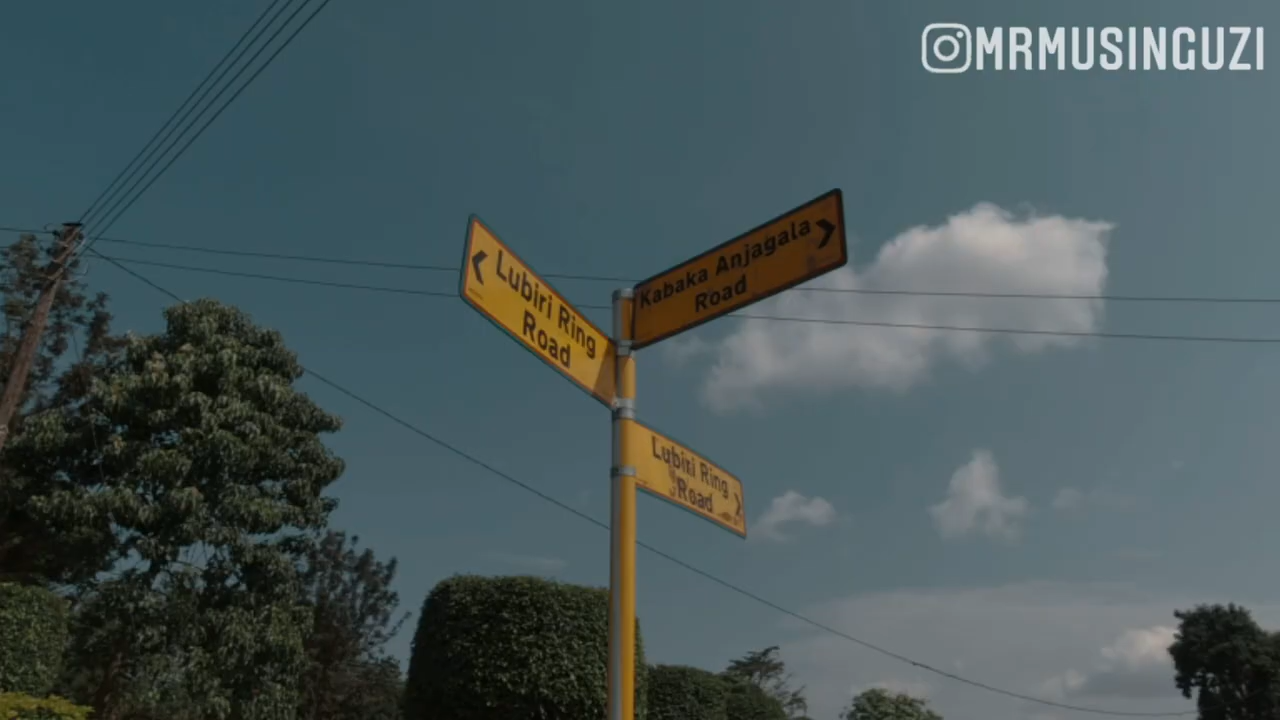 MRMUSINGUZI
Kabaka Anjagala
Road
Lubiri Ring
Road
Lubiri Ring
Road